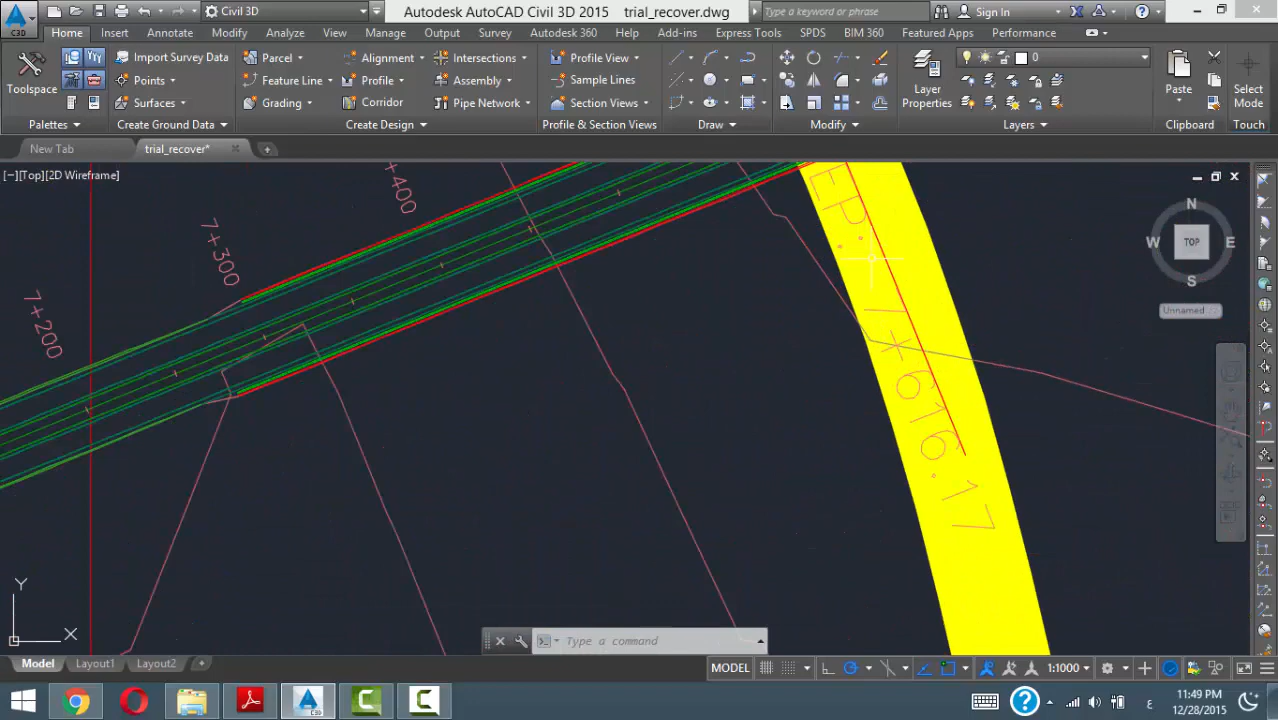 C3D
Civil 3D
Autodesk AutoCAD Civil 3D 2015 trial_recover.dwg
Type a keyword or phrase
Sign In
Home Insert Annotate Modify Analyze View Manage Output Survey Autodesk 360 Help Add-ins Express Tools SPDS BIM 360 Featured Apps Performance
Toolspace
Import Survey Data
Points
Surfaces
Parcel
Feature Line
Grading
Alignment
Profile
Corridor
Intersections
Assembly
Pipe Network
Profile View
Sample Lines
Section Views
Layer
Properties
0
Paste
Select
Mode
Palettes
Create Ground Data
Create Design
Profile & Section Views
Draw
Modify
Layers
Clipboard
Touch
New Tab
trial_recover*
[−][Top][2D Wireframe]
7+200
7+300
+400
EP: 7+616.17
N
W TOP E
S
Unnamed
Y
X
Type a command
Model Layout1 Layout2
MODEL
1:1000
C3D
ع
11:49 PM
12/28/2015